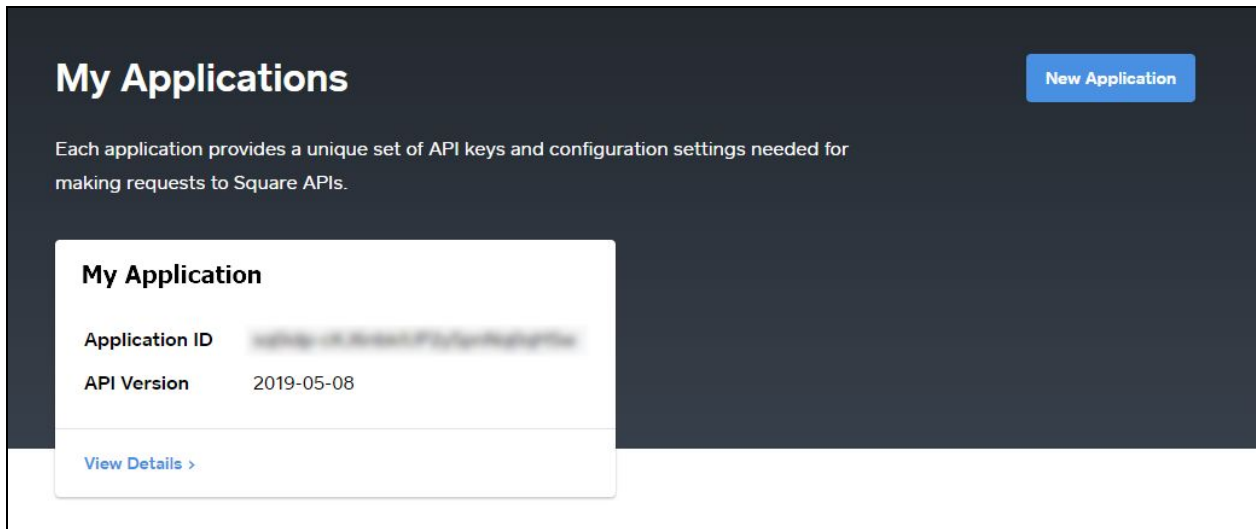 My Applications
New Application
Each application provides a unique set of API keys and configuration settings needed for
making requests to Square APIs.
My Application
Application ID
API Version 2019-05-08
View Details >